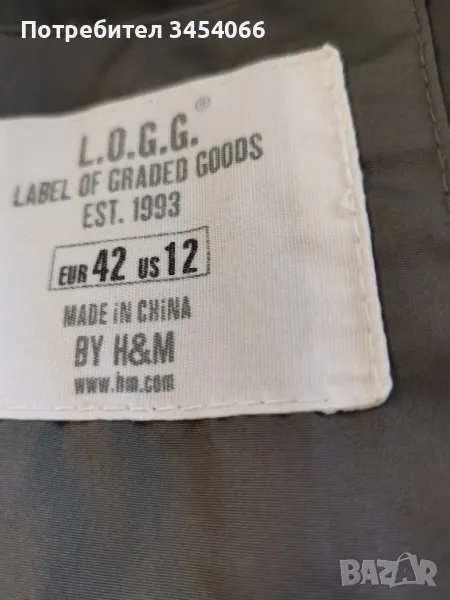 Потребител 3454066
L.O.G.G.®
LABEL OF GRADED GOODS
EST. 1993
EUR 42 US 12
MADE iN CHiNA
BY H&M
www.hm.com
BAZAR